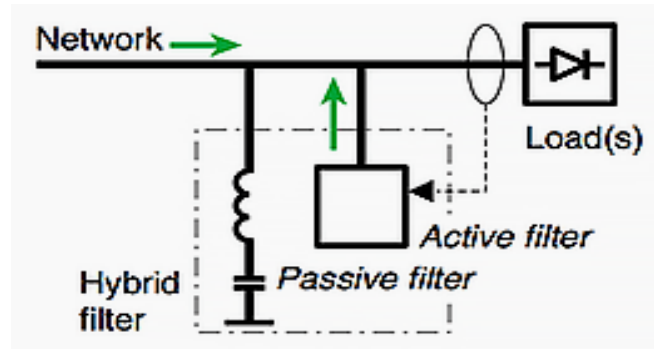 Network
Load(s)
Active filter
Passive filter
Hybrid
filter